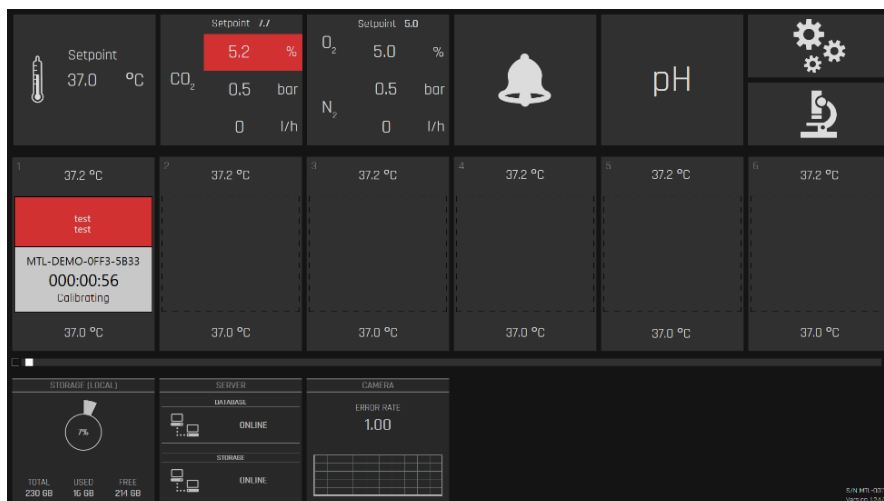 Setpoint
37.0 °C
CO2
Setpoint 7.7
5.2 %
0.5 bar
0 l/h
Setpoint 5.0
O2 5.0 %
0.5 bar
N2
0 l/h
pH
1 37.2 °C
2 37.2 °C
3 37.2 °C
4 37.2 °C
5 37.2 °C
6 37.2 °C
test
test
MTL-DEMO-0FF3-5B33
000:00:56
Calibrating
37.0 °C
37.0 °C
37.0 °C
37.0 °C
37.0 °C
37.0 °C
STORAGE (LOCAL)
7%
TOTAL USED FREE
230 GB 16 GB 214 GB
SERVER
DATABASE
ONLINE
STORAGE
ONLINE
CAMERA
ERROR RATE
1.00